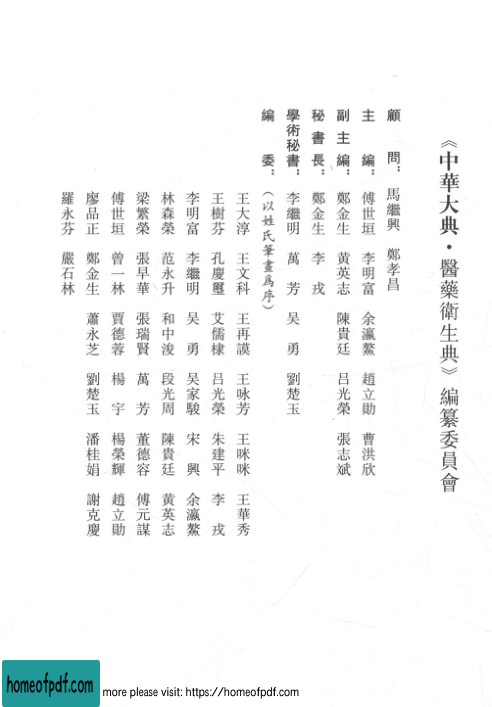 《中華大典·醫藥衛生典》編纂委員會
顧問：馬繼興 鄭孝昌
主編：傅世垣 李明富 余瀛鰲 趙立勛 曹洪欣
副主編：鄭金生 黄英志 陳貴廷 吕光榮 張志斌
秘書長：鄭金生 李戎
學術秘書：李繼明 萬芳 吴勇 劉楚玉
編委：（以姓氏筆畫爲序）
王大淳 王文科 王再謨 王咏芳 王咪咪 王華秀
王樹芬 孔慶璽 艾儒棣 吕光榮 朱建平 李戎
李明富 李繼明 吴勇 吴家駿 宋興 余瀛鰲
林森榮 范永升 和中浚 段光周 陳貴廷 黄英志
梁繁榮 張早華 張瑞賢 萬芳 董德容 傅元謀
傅世垣 曾一林 賈德蓉 楊宇 楊榮輝 趙立勛
廖品正 鄭金生 蕭永芝 劉楚玉 潘桂娟 謝克慶
羅永芬 嚴石林
homeofpdf.com more please visit: https://homeofpdf.com